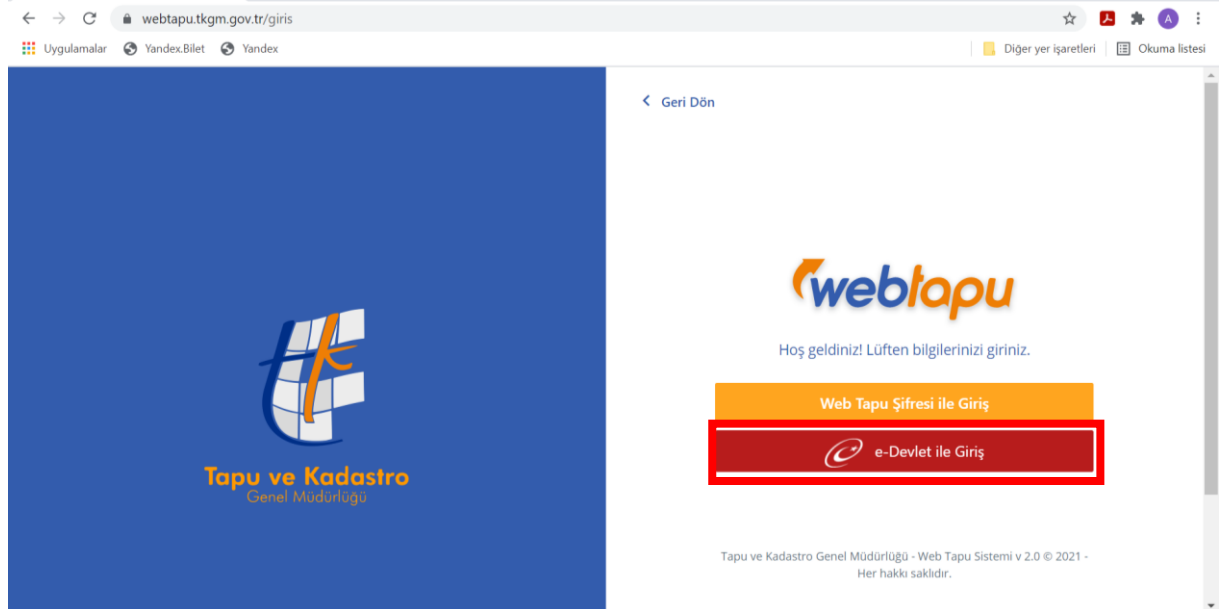 webtapu.tkgm.gov.tr/giris
A
Uygulamalar Yandex.Bilet Yandex Diğer yer işaretleri Okuma listesi
Geri Dön
webtapu
Hoş geldiniz! Lüften bilgilerinizi giriniz.
Web Tapu Şifresi ile Giriş
e-Devlet ile Giriş
tk
Tapu ve Kadastro
Genel Müdürlüğü
Tapu ve Kadastro Genel Müdürlüğü - Web Tapu Sistemi v 2.0 © 2021 -
Her hakkı saklıdır.